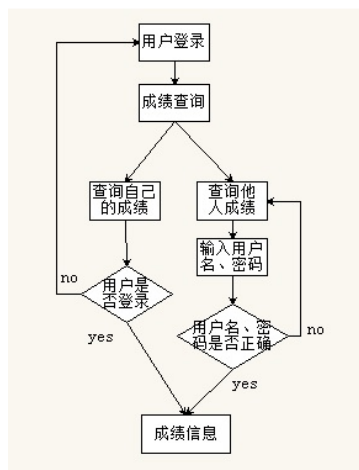 用户登录
成绩查询
查询自己
的成绩
查询他
人成绩
输入用户
名、密码
no
用户是
否登录
yes
用户名、密
码是否正确
no
yes
成绩信息